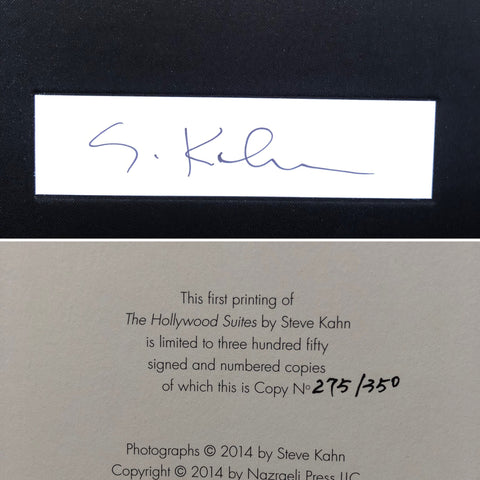 S. Kahn
This first printing of
The Hollywood Suites by Steve Kahn
is limited to three hundred fifty
signed and numbered copies
of which this is Copy Nº 275/350
Photographs © 2014 by Steve Kahn
Copyright © 2014 by Nazraeli Press LLC